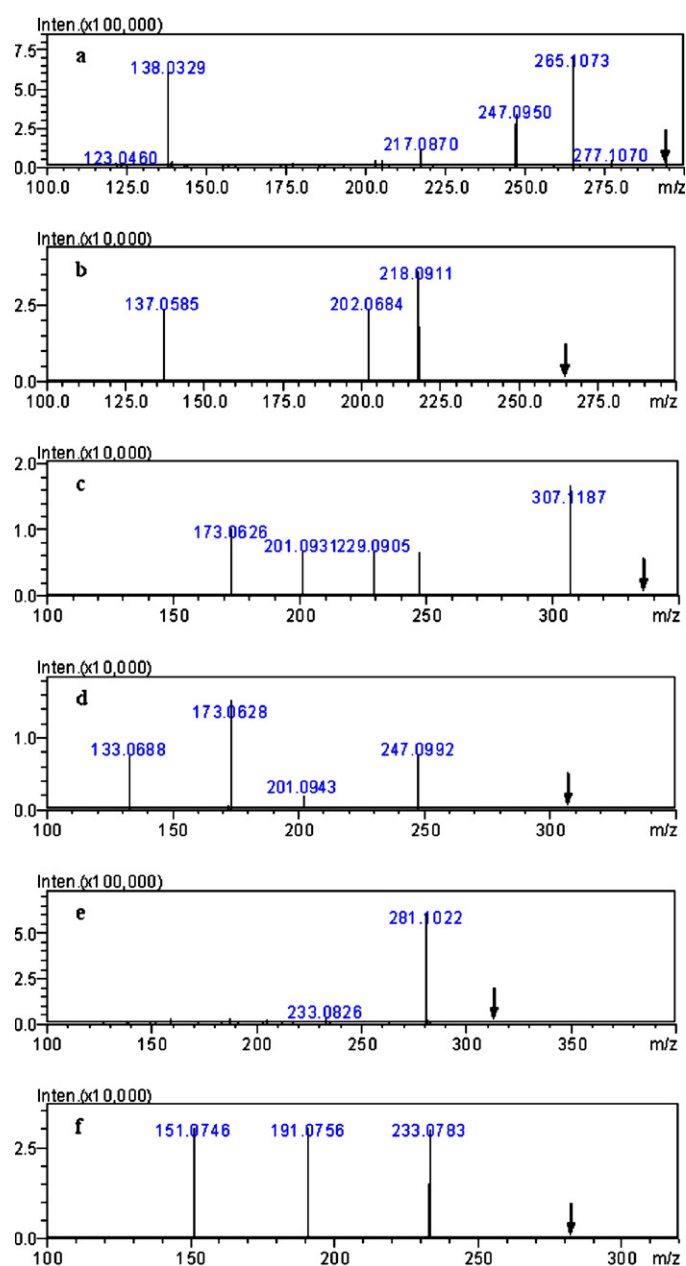 Inten.(x100,000)
a
7.5
138.0329
265.1073
5.0
247.0950
2.5
217.0870
123.0460
277.1070
0.0
100.0 125.0 150.0 175.0 200.0 225.0 250.0 275.0 m/z
Inten.(x10,000)
b
218.0911
2.5
137.0585 202.0684
0.0
100.0 125.0 150.0 175.0 200.0 225.0 250.0 275.0 m/z
Inten.(x10,000)
2.0
c
307.1187
1.0
173.0626
201.0931 229.0905
0.0
100 150 200 250 300 m/z
Inten.(x10,000)
d
173.0628
1.0
133.0688 247.0992
201.0943
0.0
100 150 200 250 300 m/z
Inten.(x100,000)
e
281.1022
5.0
2.5
233.0826
0.0
100 150 200 250 300 350 m/z
Inten.(x10,000)
f
151.0746 191.0756 233.0783
2.5
0.0
100 150 200 250 300 m/z